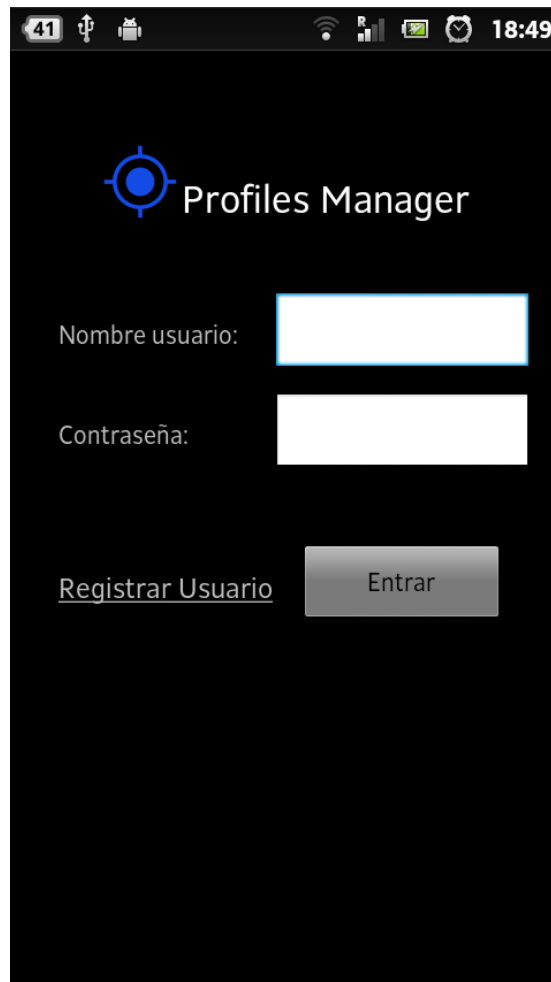 41 R 18:49
Profiles Manager
Nombre usuario:
Contraseña:
Registrar Usuario Entrar